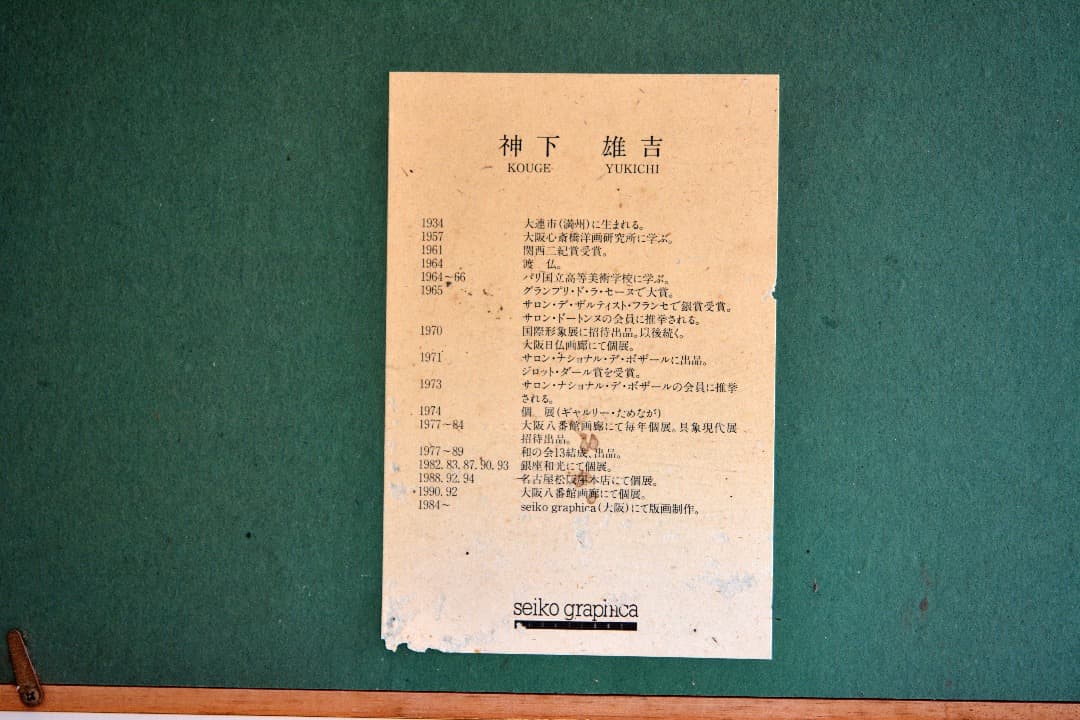 神下 雄吉
KOUGE YUKICHI
1934 大連市(満州)に生まれる。
1957 大阪心斎橋洋画研究所に学ぶ。
1961 関西二紀賞受賞。
1964 渡 仏。
1964~66 パリ国立高等美術学校に学ぶ。
1965 グランプリ・ド・ラ・セーヌで大賞。
サロン・デ・ザルティスト・フランセで銀賞受賞。
サロン・ドートンヌの会員に推挙される。
1970 国際形象展に招待出品。以後続く。
大阪日仏画廊にて個展。
1971 サロン・ナショナル・デ・ボザールに出品。
ジロット・ダール賞を受賞。
1973 サロン・ナショナル・デ・ボザールの会員に推挙
される。
1974 個 展(ギャルリー・ためなが)
1977~84 大阪八番館画廊にて毎年個展。具象現代展
招待出品。
1977~89 和の会13結成、出品。
1982.83.87.90.93 銀座和光にて個展。
1988.92.94 名古屋松坂屋本店にて個展。
1990.92 大阪八番館画廊にて個展。
1984~ seiko graphica(大阪)にて版画制作。
seiko graphica